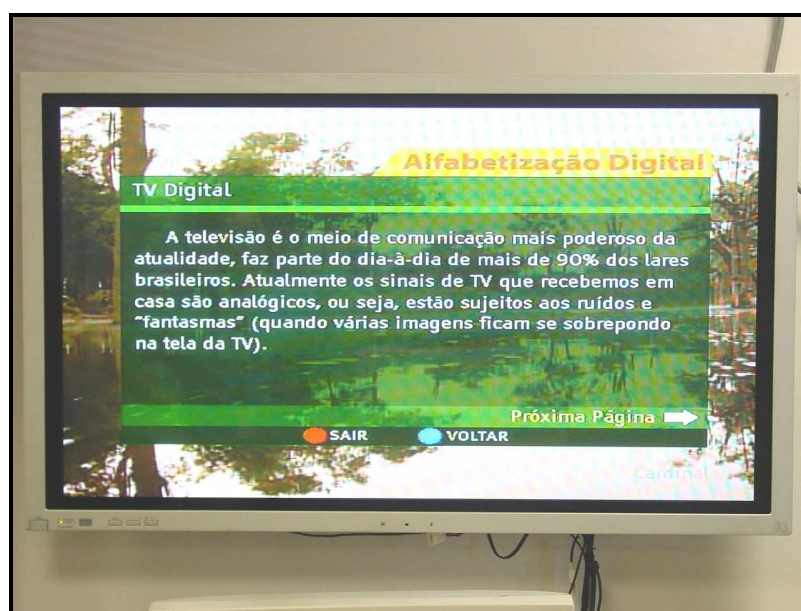 Alfabetização Digital
TV Digital
A televisão é o meio de comunicação mais poderoso da
atualidade, faz parte do dia-à-dia de mais de 90% dos lares
brasileiros. Atualmente os sinais de TV que recebemos em
casa são analógicos, ou seja, estão sujeitos aos ruídos e
"fantasmas" (quando várias imagens ficam se sobrepondo
na tela da TV).
Próxima Página
SAIR VOLTAR
Cardinal